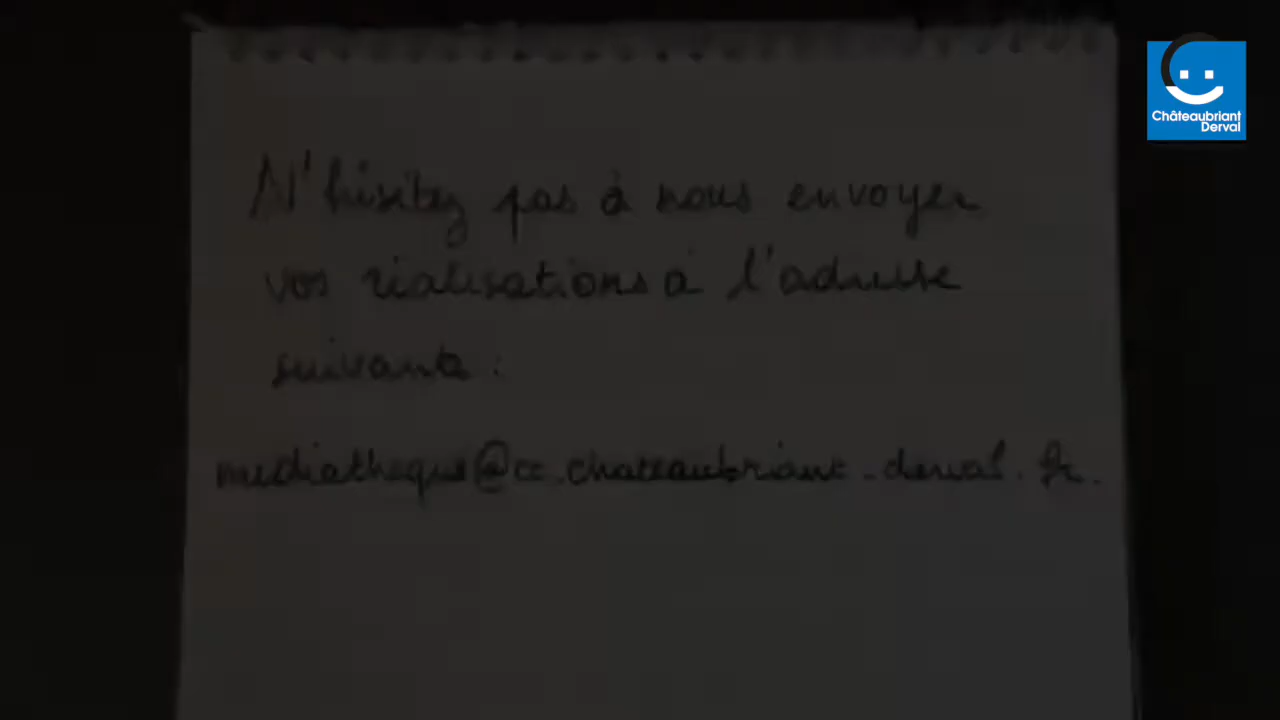 N'hésitez pas à nous envoyer
vos réalisations à l'adresse
suivante :
mediatheque@cc-chateaubriant-derval.fr.
Châteaubriant
Derval